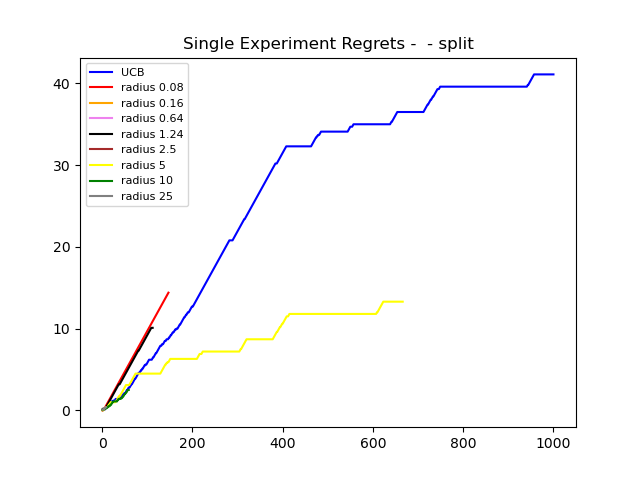 Single Experiment Regrets -  - split
UCB
radius 0.08
radius 0.16
radius 0.64
radius 1.24
radius 2.5
radius 5
radius 10
radius 25
40
30
20
10
0
0 200 400 600 800 1000